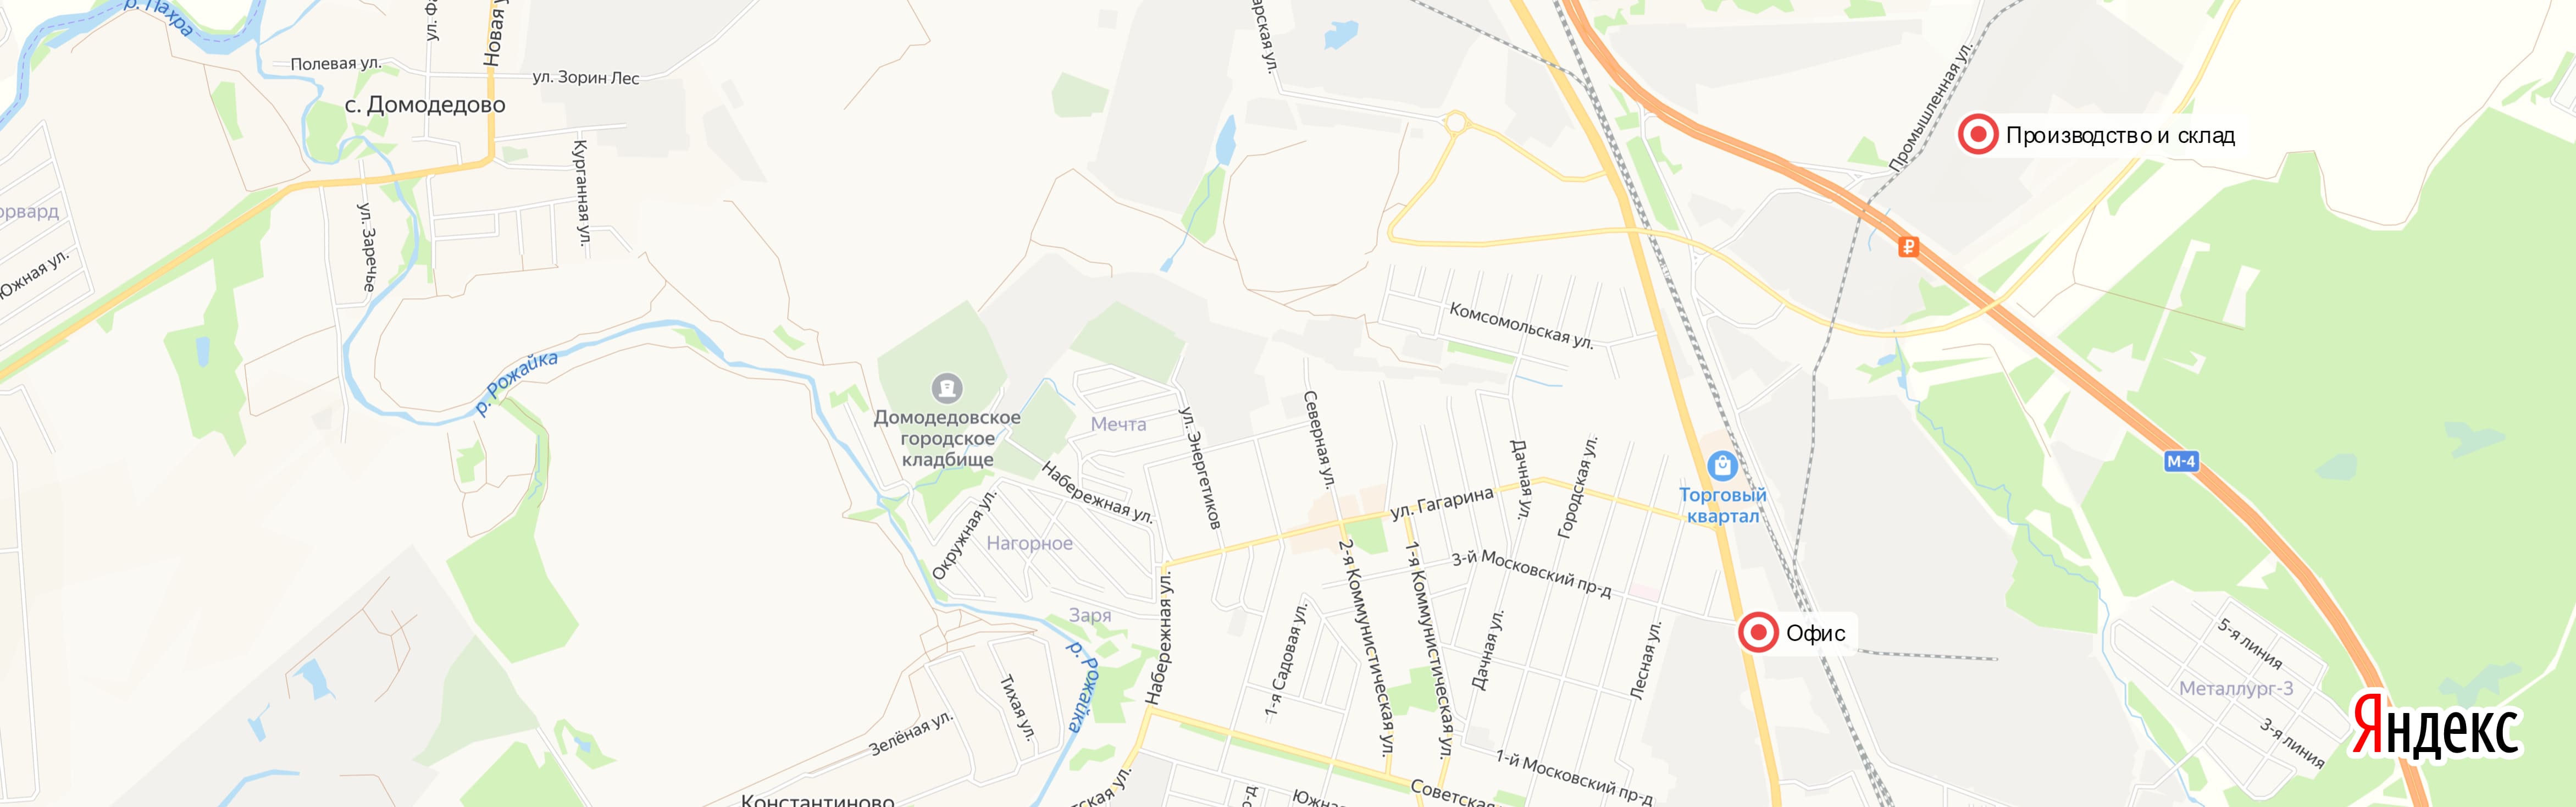 р. Пахра
Новая у
Полевая ул.
ул. Зорин Лес
с. Домодедово
Курганная ул.
ул. Заречье
Южная ул.
р. Рожайка
Домодедовское
городское
кладбище
Мечта
ул. Энергетиков
Набережная ул.
Окружная ул.
Нагорное
Заря
Набережная ул.
р. Рожайка
Тихая ул.
Зелёная ул.
Константиново
Северная ул.
Комсомольская ул.
ул. Гагарина
Дачная ул.
Городская ул.
2-я Коммунистическая ул.
1-я Коммунистическая ул.
3-й Московский пр-д
1-я Садовая ул.
Дачная ул.
Лесная ул.
1-й Московский пр-д
Советская
Южна
Промышленная ул.
Производство и склад
М-4
Торговый
квартал
Офис
5-я линия
Металлург-3
3-я линия
Яндекс